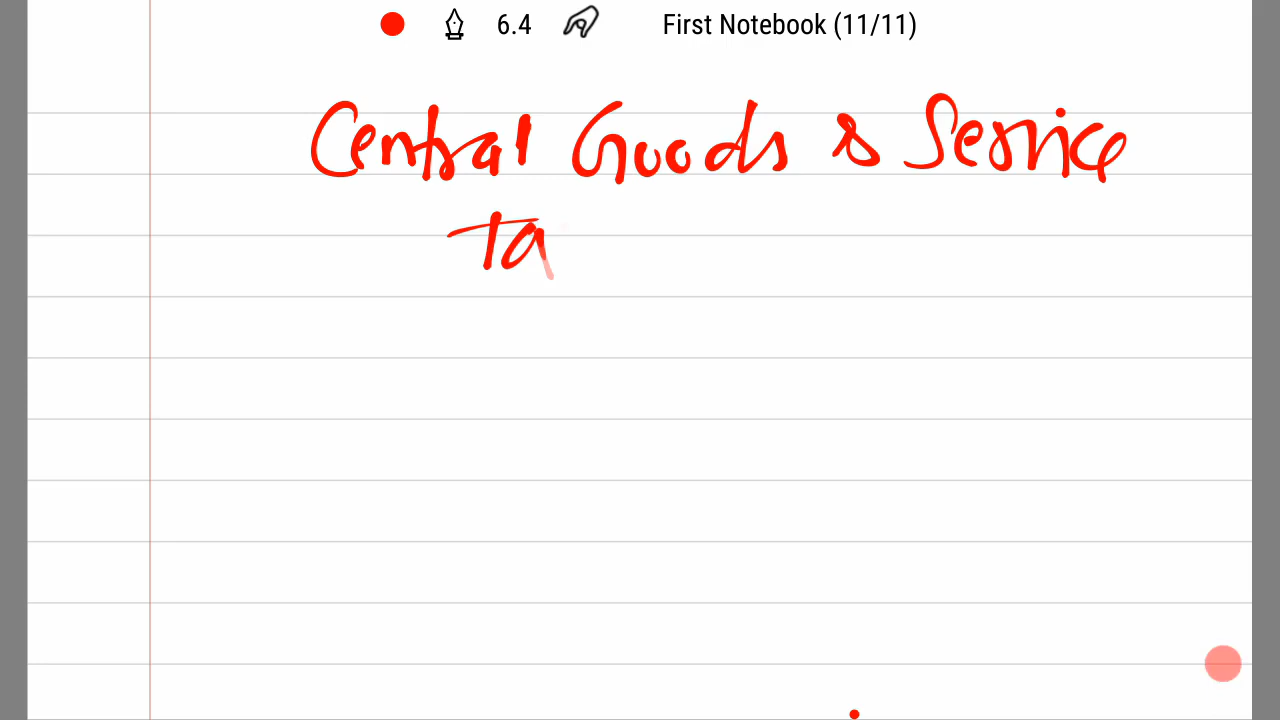 6.4 First Notebook (11/11)
Central Goods & Service
Ta